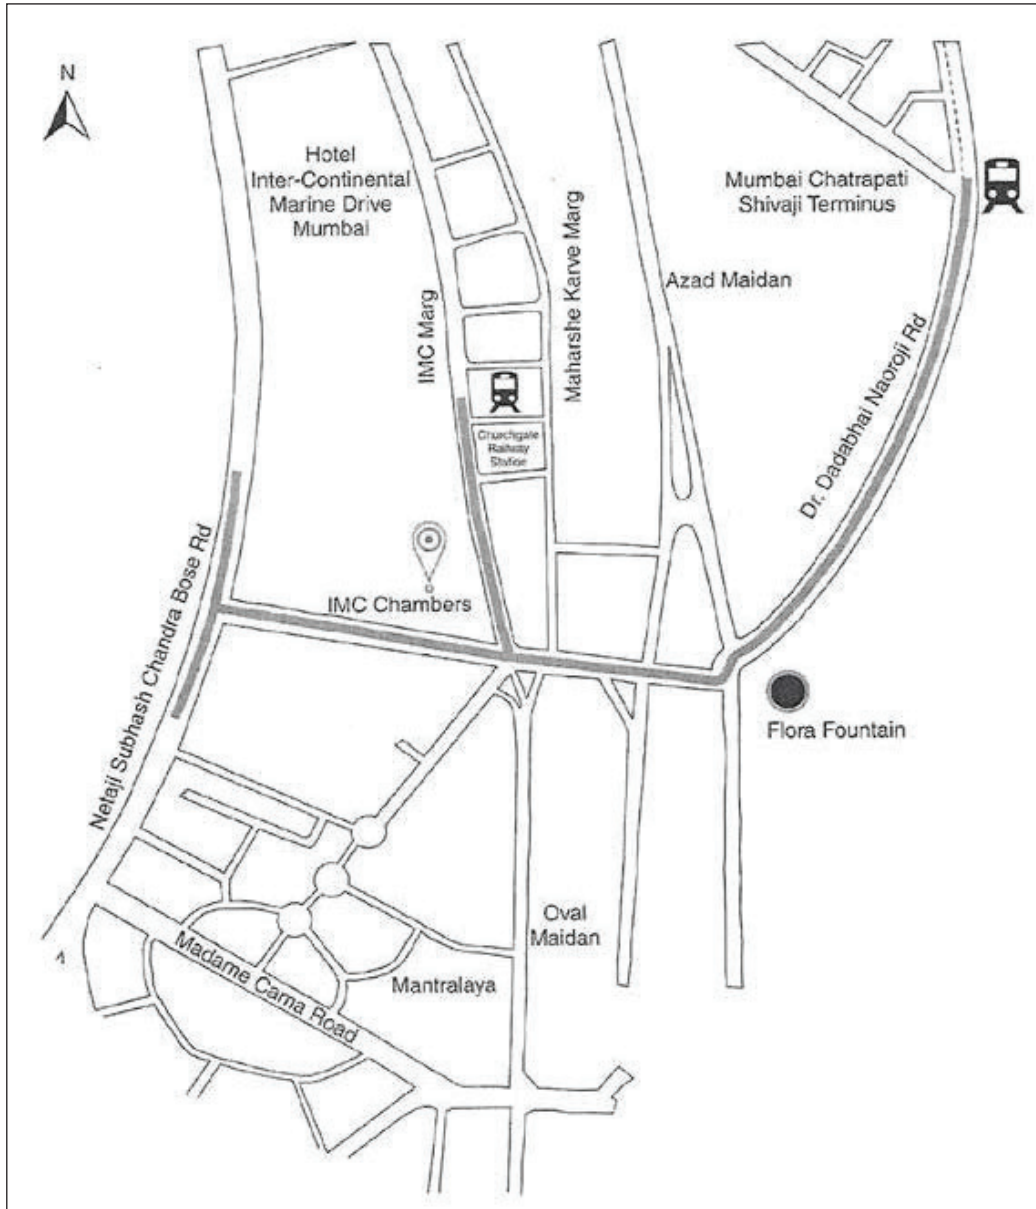 N
Hotel
Inter-Continental
Marine Drive
Mumbai
Mumbai Chatrapati
Shivaji Terminus
Maharshe Karve Marg
Azad Maidan
IMC Marg
Dr. Dadabhai Naoroji Rd
Churchgate
Railway
Station
Netaji Subhash Chandra Bose Rd
IMC Chambers
Flora Fountain
Oval
Maidan
Madame Cama Road
Mantralaya